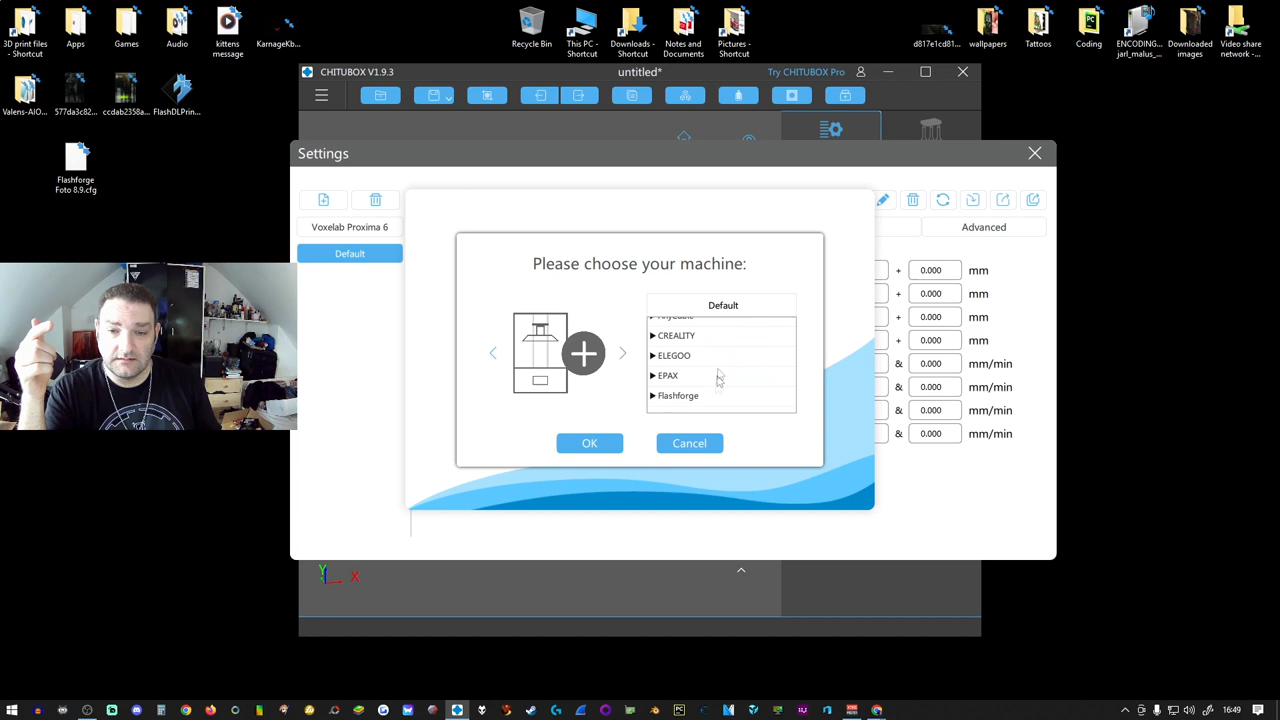 3D print files - Shortcut
Apps
Games
Audio
kittens message
KarnageKb...
Recycle Bin
This PC - Shortcut
Downloads - Shortcut
Notes and Documents
Pictures - Shortcut
d817e1cd81...
wallpapers
Tattoos
Coding
ENCODING... jarl_malus_...
Downloaded images
Video share network -...
Valens-AIO...
577da3c82...
ccdab2358a...
FlashDLPrin...
Flashforge Foto 8.9.cfg
CHITUBOX V1.9.3
untitled*
Try CHITUBOX Pro
Settings
Voxelab Proxima 6
Default
Advanced
+ 0.000 mm
+ 0.000 mm
+ 0.000 mm
+ 0.000 mm
& 0.000 mm/min
& 0.000 mm/min
& 0.000 mm/min
& 0.000 mm/min
Please choose your machine:
Default
CREALITY
ELEGOO
EPAX
Flashforge
OK
Cancel
Y
X
16:49